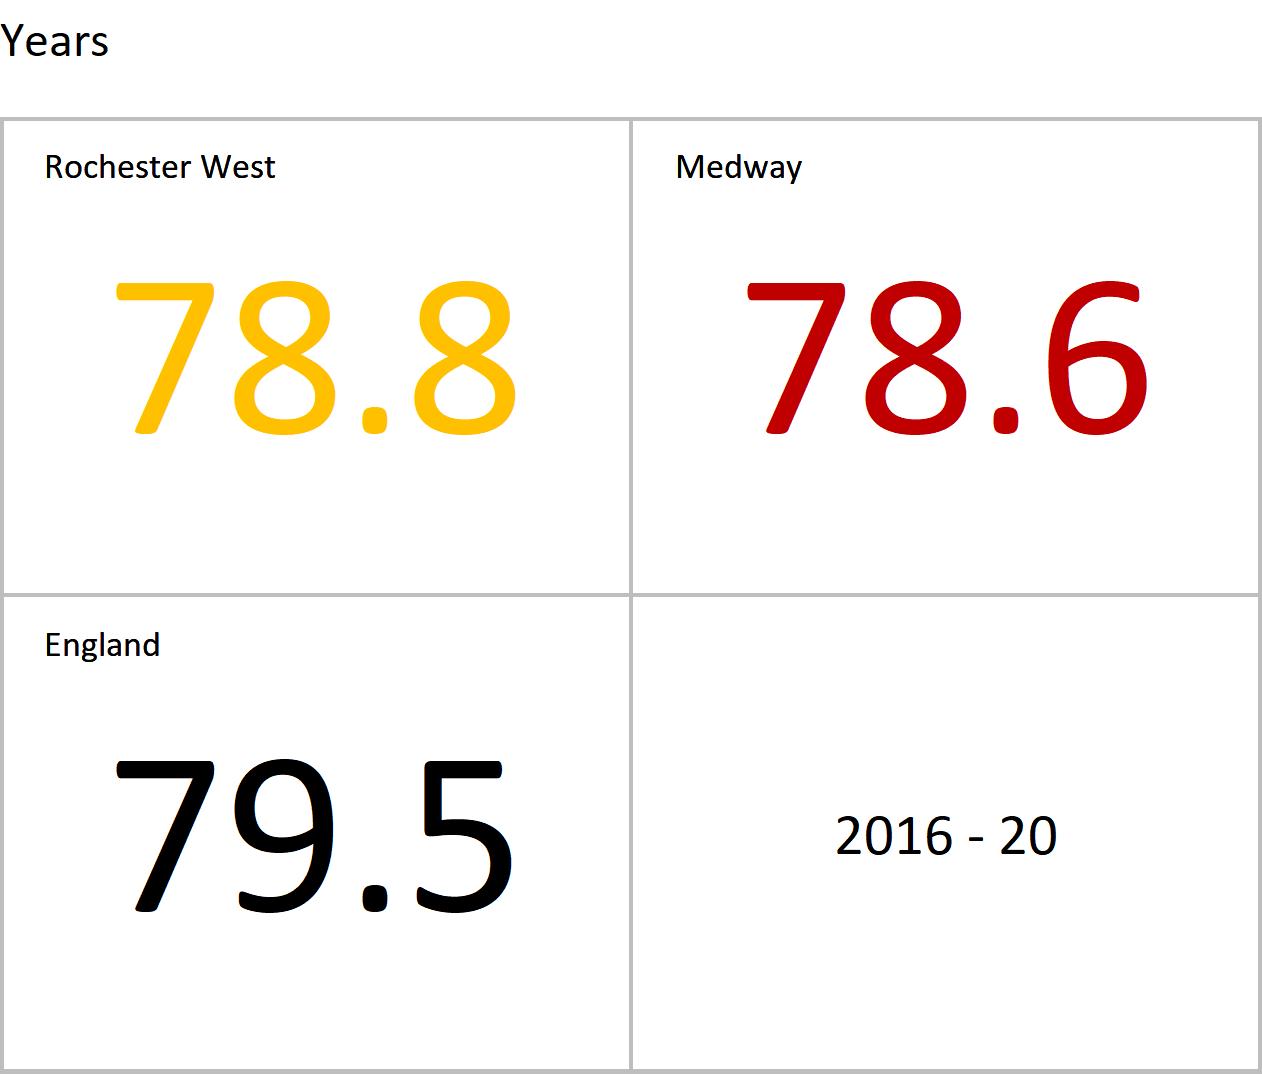 Years
Rochester West
78.8
Medway
78.6
England
79.5
2016 - 20